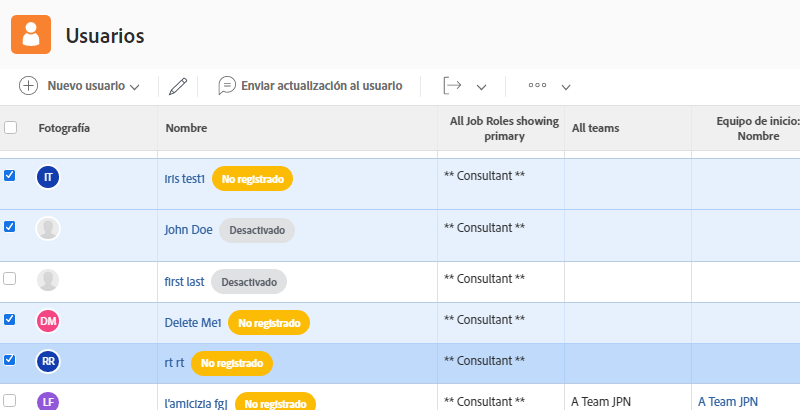 Usuarios
Nuevo usuario
Enviar actualización al usuario
Fotografía
Nombre
All Job Roles showing
primary
All teams
Equipo de inicio:
Nombre
IT
iris test1
No registrado
** Consultant **
John Doe
Desactivado
** Consultant **
first last
Desactivado
** Consultant **
DM
Delete Me1
No registrado
** Consultant **
RR
rt rt
No registrado
** Consultant **
LF
l'amicizia fgj
No registrado
** Consultant **
A Team JPN
A Team JPN